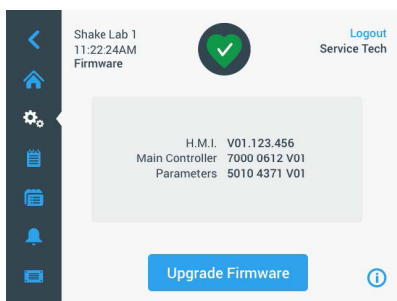 Shake Lab 1
11:22:24AM
Firmware
Logout
Service Tech
H.M.I. V01.123.456
Main Controller 7000 0612 V01
Parameters 5010 4371 V01
Upgrade Firmware